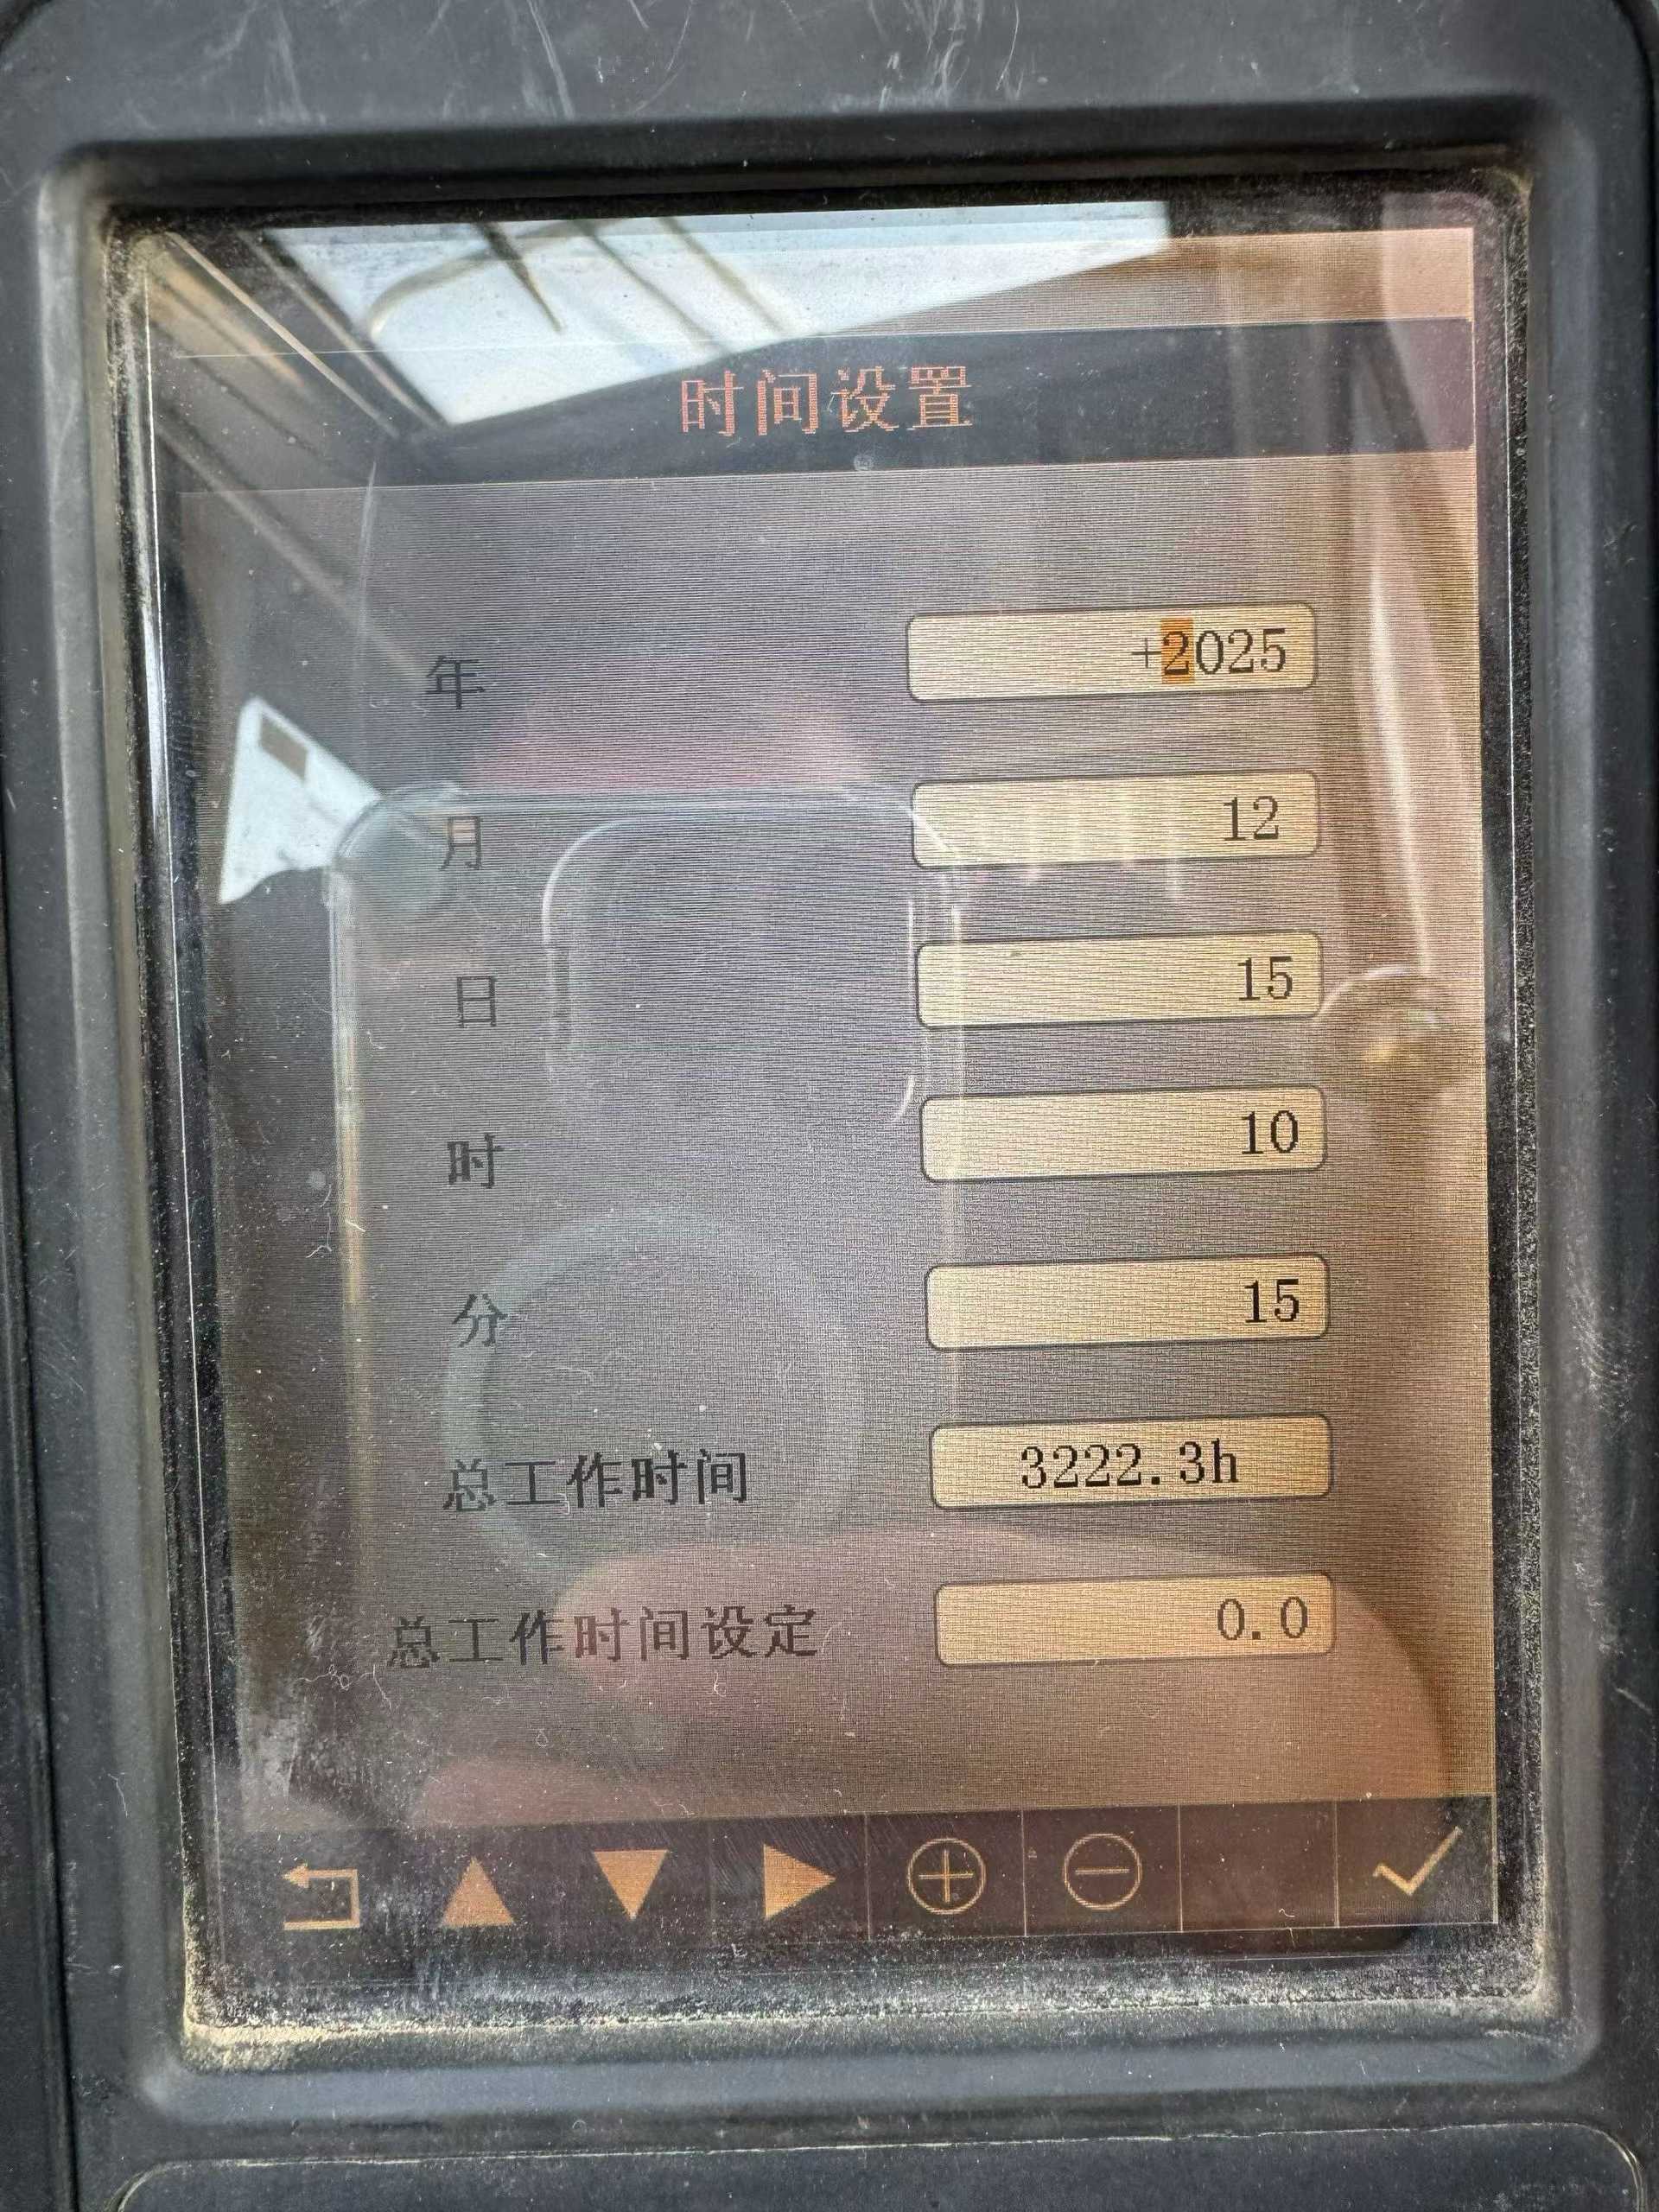 时间设置
年 +2025
月 12
日 15
时 10
分 15
总工作时间 3222.3h
总工作时间设定 0.0